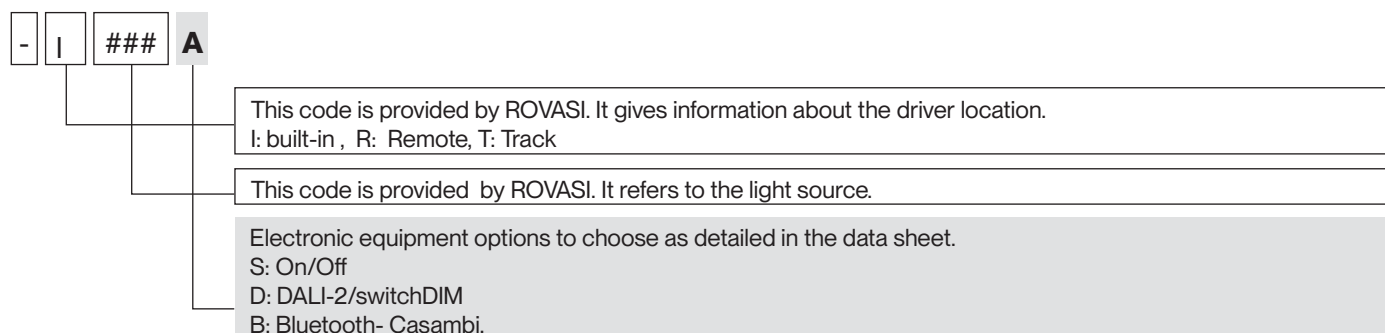 - I ### A
This code is provided by ROVASI. It gives information about the driver location.
I: built-in , R: Remote, T: Track
This code is provided by ROVASI. It refers to the light source.
Electronic equipment options to choose as detailed in the data sheet.
S: On/Off
D: DALI-2/switchDIM
B: Bluetooth- Casambi.